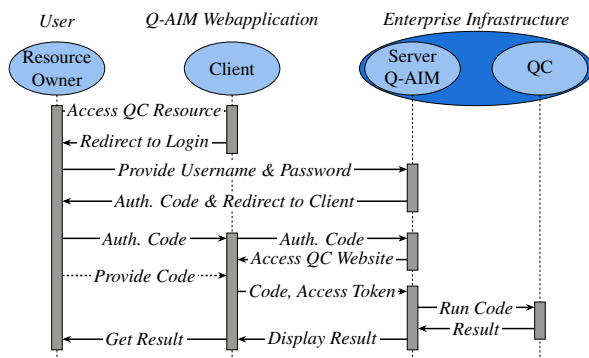 User
Q-AIM Webapplication
Enterprise Infrastructure
Resource
Owner
Client
Server
Q-AIM
QC
Access QC Resource
Redirect to Login
Provide Username & Password
Auth. Code & Redirect to Client
Auth. Code
Auth. Code
Access QC Website
Provide Code
Code, Access Token
Run Code
Result
Get Result
Display Result